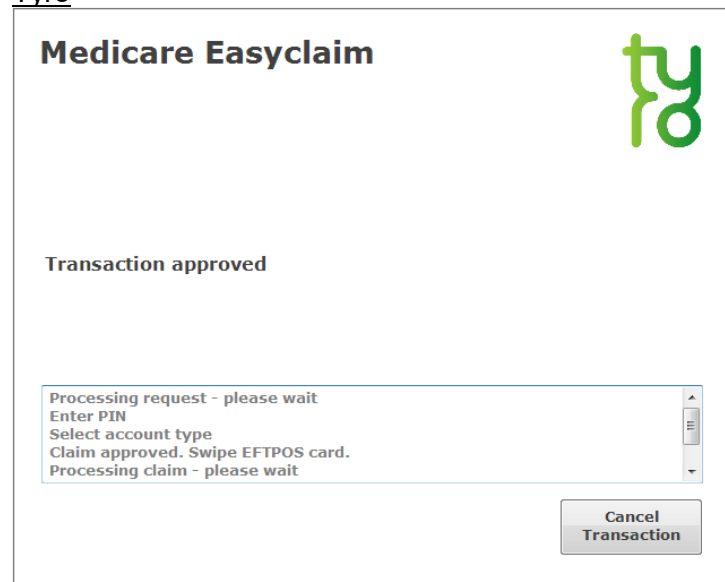 Tyro
Medicare Easyclaim
tyro
Transaction approved
Processing request - please wait
Enter PIN
Select account type
Claim approved. Swipe EFTPOS card.
Processing claim - please wait
Cancel
Transaction